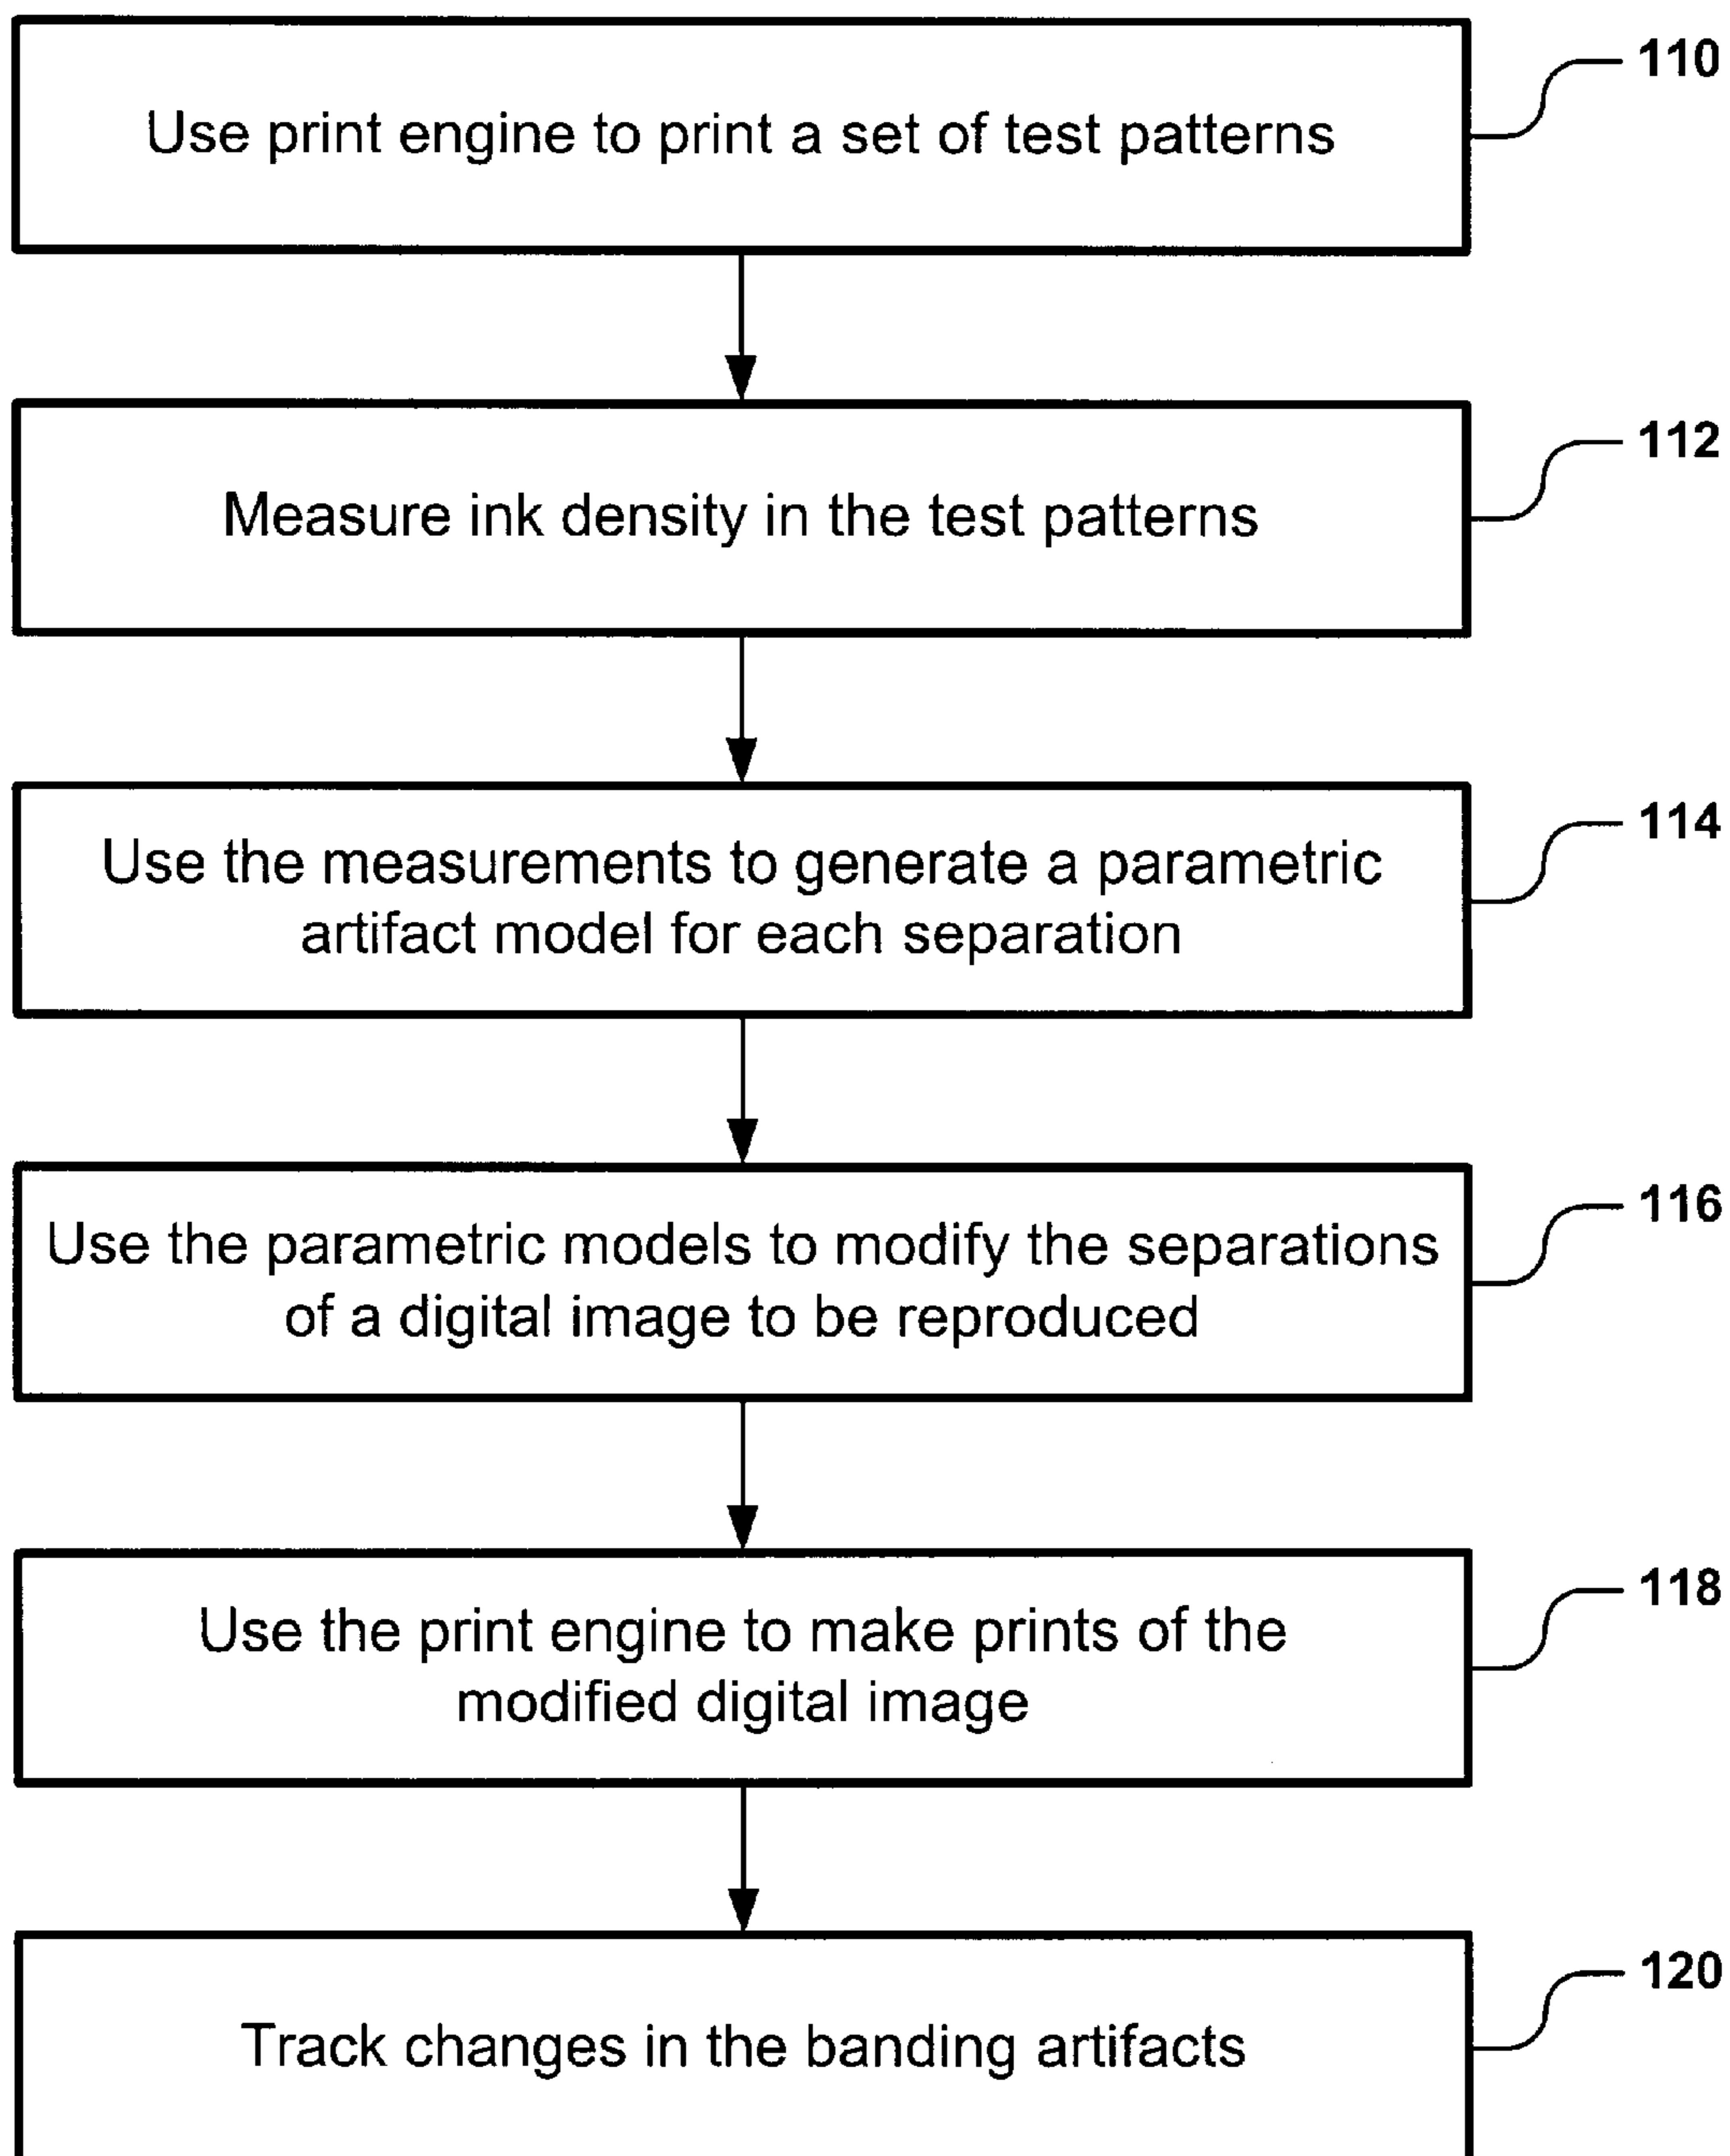 110
Use print engine to print a set of test patterns
112
Measure ink density in the test patterns
114
Use the measurements to generate a parametric
artifact model for each separation
116
Use the parametric models to modify the separations
of a digital image to be reproduced
118
Use the print engine to make prints of the
modified digital image
120
Track changes in the banding artifacts